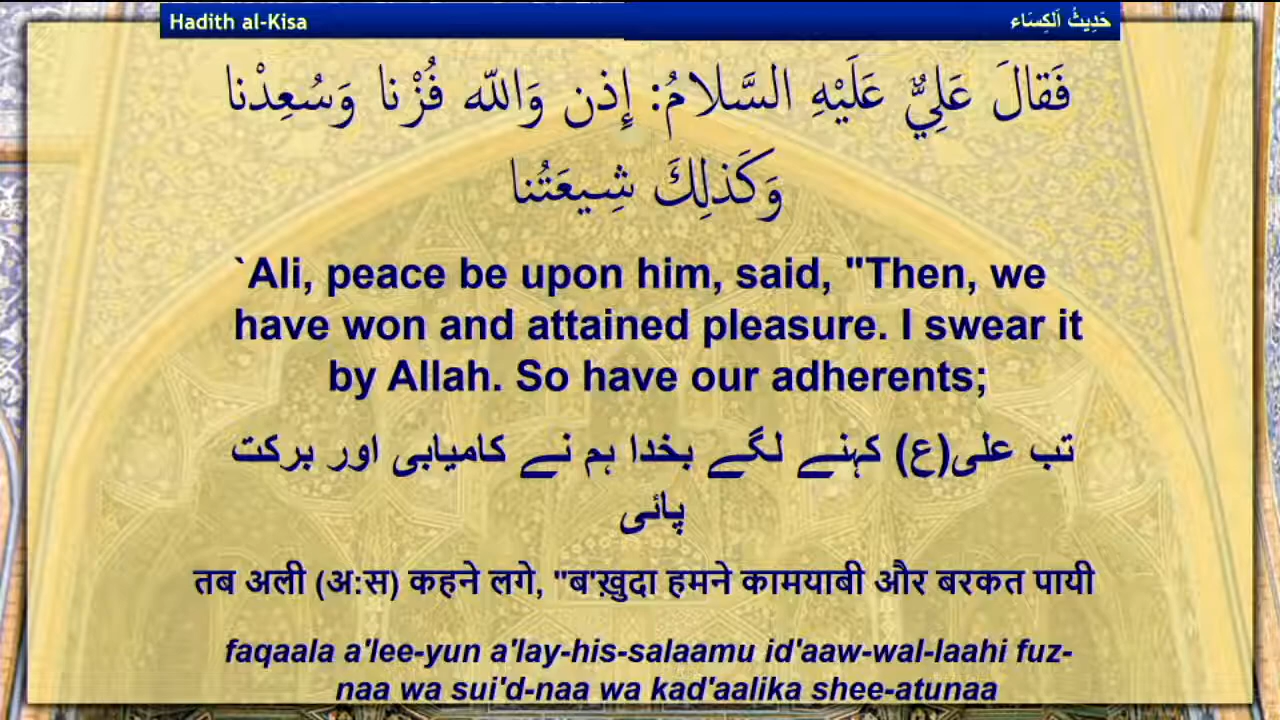 Hadith al-Kisa حَدِيثُ اَلكِسَاء
فَقالَ عَلِيٌّ عَلَيْهِ السَّلامُ: إِذن وَاللّه فُزْنا وَسُعِدْنا
وَكَذلِكَ شِيعَتُنا
`Ali, peace be upon him, said, "Then, we
have won and attained pleasure. I swear it
by Allah. So have our adherents;
تب علی(ع) کہنے لگے بخدا ہم نے کامیابی اور برکت
پائی
तब अली (अ:स) कहने लगे, "ब'ख़ुदा हमने कामयाबी और बरकत पायी
faqaala a'lee-yun a'lay-his-salaamu id'aaw-wal-laahi fuz-
naa wa sui'd-naa wa kad'aalika shee-atunaa